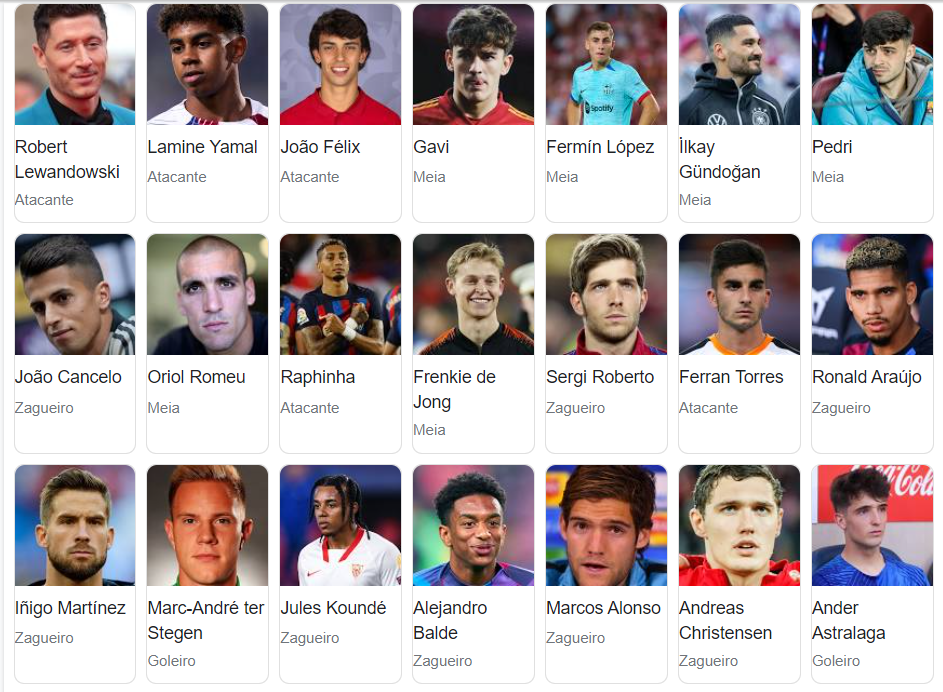 Robert
Lewandowski
Atacante
Lamine Yamal
Atacante
João Félix
Atacante
Gavi
Meia
Spotify
Fermín López
Meia
İlkay
Gündoğan
Meia
Pedri
Meia
João Cancelo
Zagueiro
Oriol Romeu
Meia
Raphinha
Atacante
Frenkie de
Jong
Meia
Sergi Roberto
Zagueiro
Ferran Torres
Atacante
Ronald Araújo
Zagueiro
Iñigo Martínez
Zagueiro
Marc-André ter
Stegen
Goleiro
Jules Koundé
Zagueiro
Alejandro
Balde
Zagueiro
Marcos Alonso
Zagueiro
Andreas
Christensen
Zagueiro
Ander
Astralaga
Goleiro